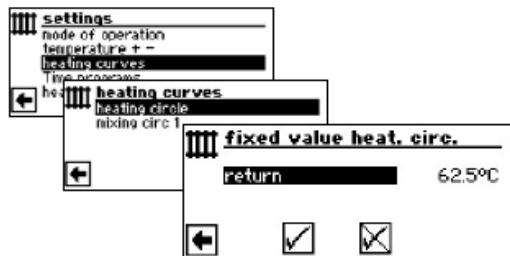 settings
mode of operation
temperature + −
heating curves
Time programs
hea
heating curves
heating circle
mixing circ 1
fixed value heat. circ.
return 62.5°C